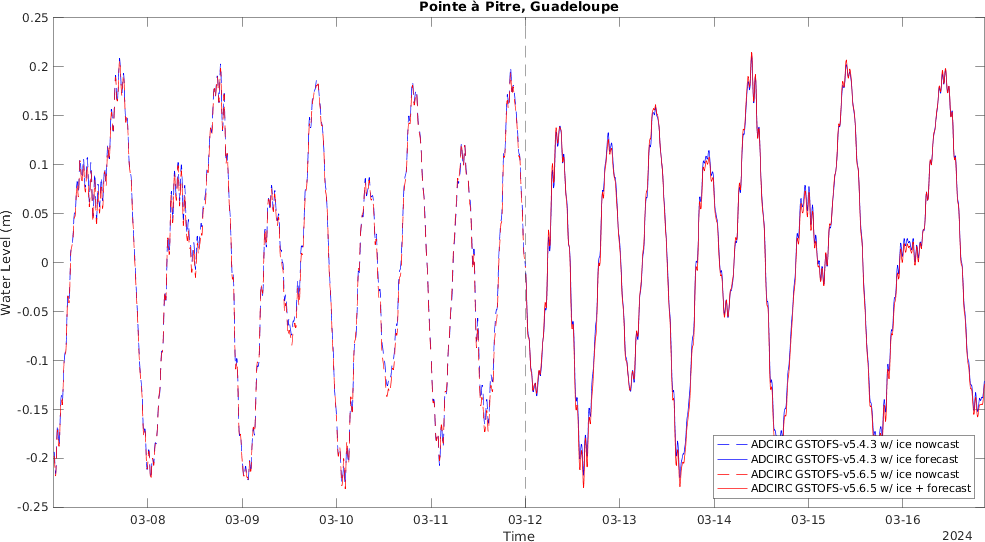 Pointe à Pitre, Guadeloupe
Water Level (m)
0.25
0.2
0.15
0.1
0.05
0
-0.05
-0.1
-0.15
-0.2
-0.25
ADCIRC GSTOFS-v5.4.3 w/ ice nowcast
ADCIRC GSTOFS-v5.4.3 w/ ice forecast
ADCIRC GSTOFS-v5.6.5 w/ ice nowcast
ADCIRC GSTOFS-v5.6.5 w/ ice + forecast
03-08 03-09 03-10 03-11 03-12 03-13 03-14 03-15 03-16
Time
2024